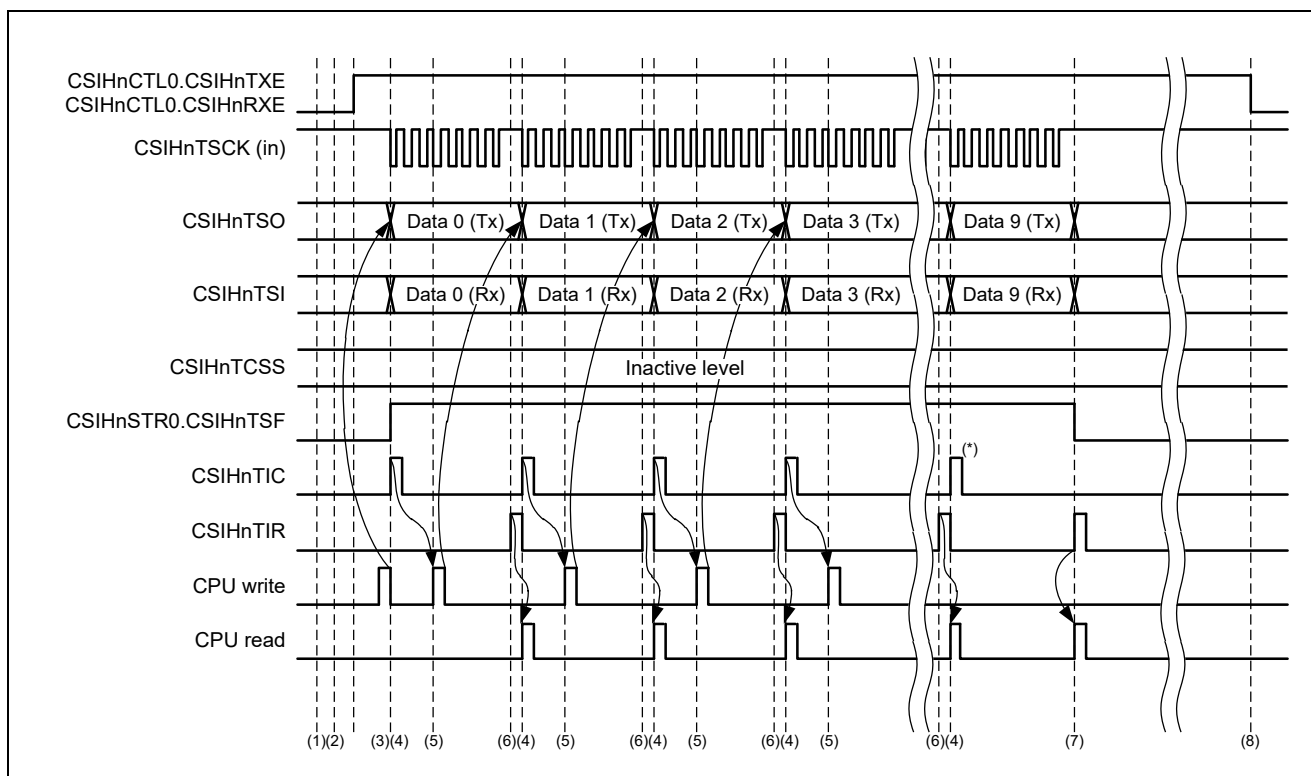 CSIHnCTL0.CSIHnTXE
CSIHnCTL0.CSIHnRXE
CSIHnTSCK (in)
CSIHnTSO
Data 0 (Tx) Data 1 (Tx) Data 2 (Tx) Data 3 (Tx) Data 9 (Tx)
CSIHnTSI
Data 0 (Rx) Data 1 (Rx) Data 2 (Rx) Data 3 (Rx) Data 9 (Rx)
CSIHnTCSS
Inactive level
CSIHnSTR0.CSIHnTSF
CSIHnTIC
(*)
CSIHnTIR
CPU write
CPU read
(1)(2) (3)(4) (5) (6)(4) (5) (6)(4) (5) (6)(4) (5) (6)(4) (7) (8)